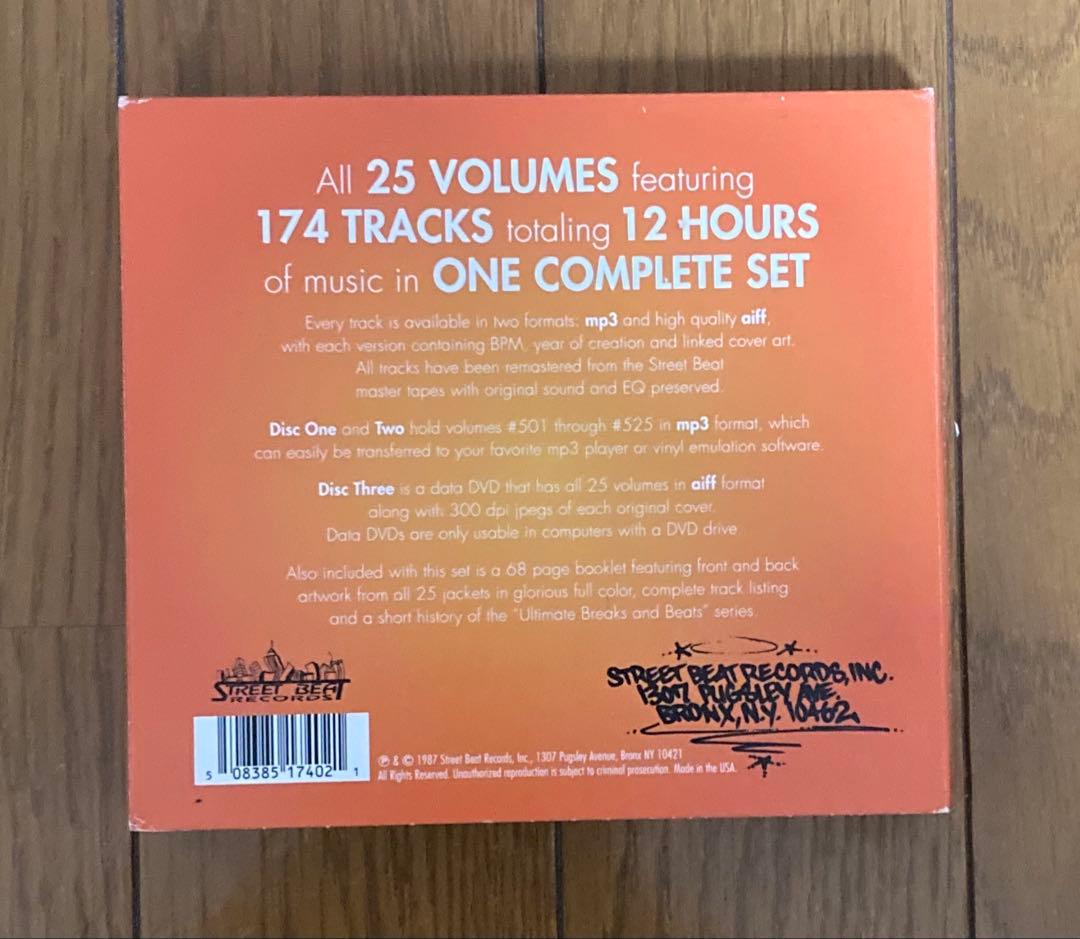 All 25 VOLUMES featuring
174 TRACKS totaling 12 HOURS
of music in ONE COMPLETE SET
Every track is available in two formats: mp3 and high quality aiff,
with each version containing BPM, year of creation and linked cover art.
All tracks have been remastered from the Street Beat
master tapes with original sound and EQ preserved.
Disc One and Two hold volumes #501 through #525 in mp3 format, which
can easily be transferred to your favorite mp3 player or vinyl emulation software.
Disc Three is a data DVD that has all 25 volumes in aiff format
along with 300 dpi jpegs of each original cover.
Data DVDs are only usable in computers with a DVD drive
Also included with this set is a 68 page booklet featuring front and back
artwork from all 25 jackets in glorious full color, complete track listing
and a short history of the "Ultimate Breaks and Beats" series.
STREET BEAT
RECORDS
STREET BEAT RECORDS, INC.
1307 PUGSLEY AVE.
BRONX, N.Y. 10462
5 08385 17402 1
℗ & © 1987 Street Beat Records, Inc., 1307 Pugsley Avenue, Bronx NY 10421
All Rights Reserved. Unauthorized reproduction is subject to criminal prosecution. Made in the USA.